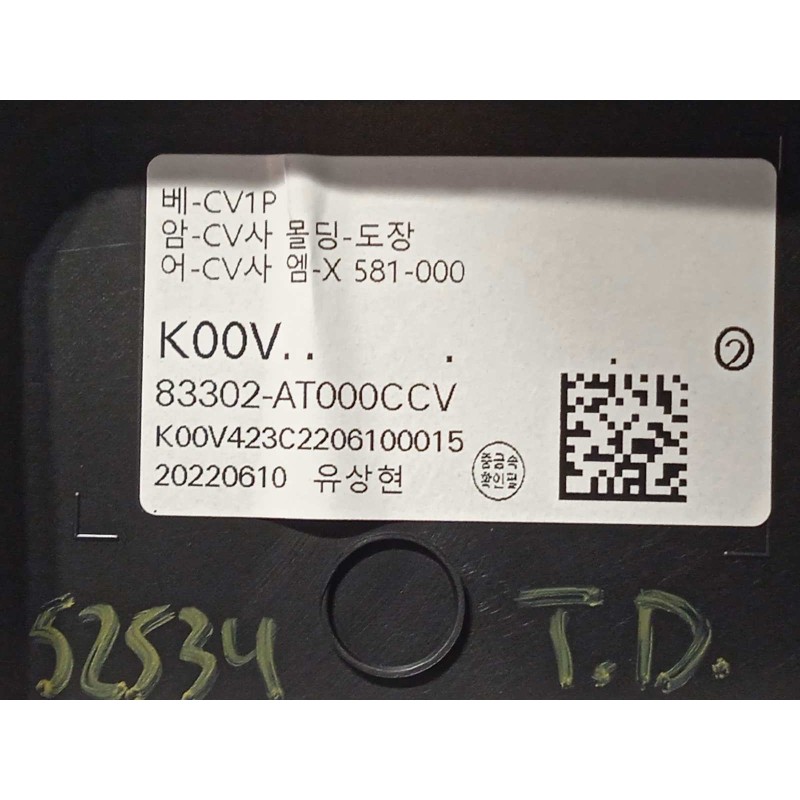 베-CV1P
암-CV사 몰딩-도장
어-CV사 엠-X 581-000
K00V.. .
83302-AT000CCV
K00V423C2206100015
20220610 유상현
중금속
확인필
2
52534 T.D.